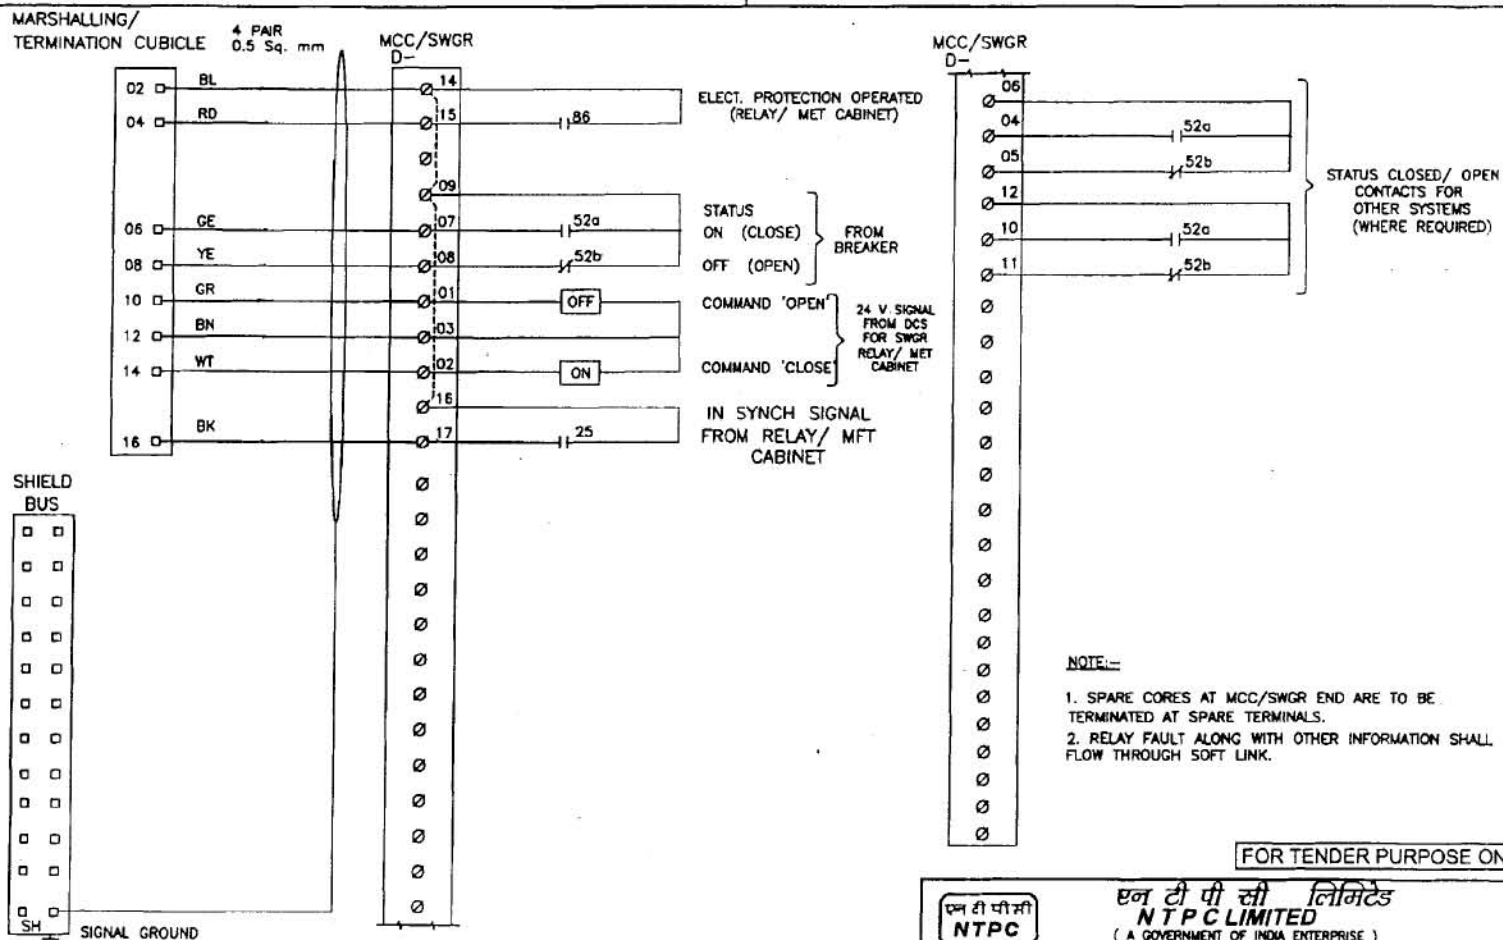 MARSHALLING/
TERMINATION CUBICLE
4 PAIR
0.5 Sq. mm
MCC/SWGR
D-
02 BL 14
04 RD 15 86
ELECT. PROTECTION OPERATED
(RELAY/ MET CABINET)
09
06 GE 07 52a
08 YE 08 52b
STATUS
ON (CLOSE)
OFF (OPEN)
FROM
BREAKER
10 GR 01 OFF
COMMAND 'OPEN'
12 BN 03
14 WT 02 ON
COMMAND 'CLOSE'
24 V SIGNAL
FROM DCS
FOR SWGR
RELAY/ MET
CABINET
16
16 BK 17 25
IN SYNCH SIGNAL
FROM RELAY/ MFT
CABINET
SHIELD
BUS
SH
SIGNAL GROUND
MCC/SWGR
D-
06
04 52a
05 52b
12
10 52a
11 52b
STATUS CLOSED/ OPEN
CONTACTS FOR
OTHER SYSTEMS
(WHERE REQUIRED)
NOTE:-
1. SPARE CORES AT MCC/SWGR END ARE TO BE
TERMINATED AT SPARE TERMINALS.
2. RELAY FAULT ALONG WITH OTHER INFORMATION SHALL
FLOW THROUGH SOFT LINK.
FOR TENDER PURPOSE ON
एन टी पी सी
NTPC
एन टी पी सी लिमिटेड
N T P C LIMITED
( A GOVERNMENT OF INDIA ENTERPRISE )